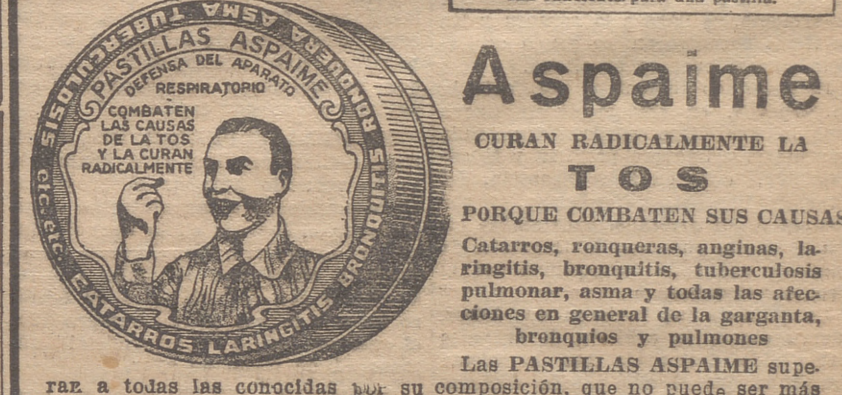 PASTILLAS ASPAIME
DEFENSA DEL APARATO
RESPIRATORIO
COMBATEN
LAS CAUSAS
DE LA TOS
Y LA CURAN
RADICALMENTE
CATARROS LARINGITIS BRONQUITIS RONQUERA ASMA TUBERCULOSIS etc. etc.
Aspaime
CURAN RADICALMENTE LA
TOS
PORQUE COMBATEN SUS CAUSAS
Catarros, ronqueras, anginas, la-
ringitis, bronquitis, tuberculosis
pulmonar, asma y todas las afec-
ciones en general de la garganta,
bronquios y pulmones
Las PASTILLAS ASPAIME supe-
ran a todas las conocidas por su composición, que no puede ser más